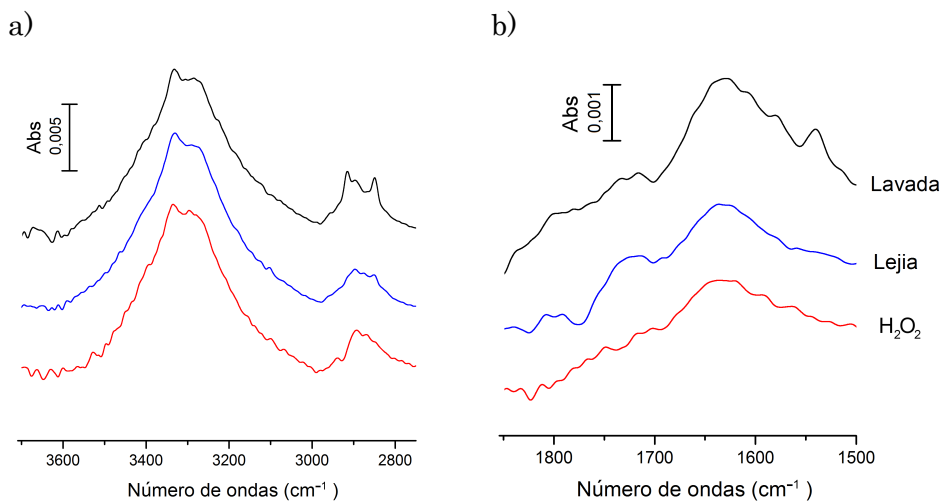 a)
Abs
0,005
3600
3400
3200
3000
2800
Número de ondas (cm⁻¹ )
b)
Abs
0,001
Lavada
Lejia
H₂O₂
1800
1700
1600
1500
Número de ondas (cm⁻¹ )